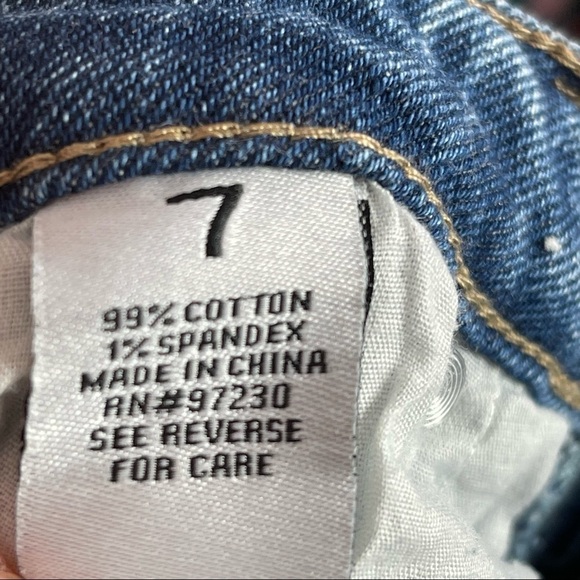 7
99% COTTON
1% SPANDEX
MADE IN CHINA
RN#97230
SEE REVERSE
FOR CARE